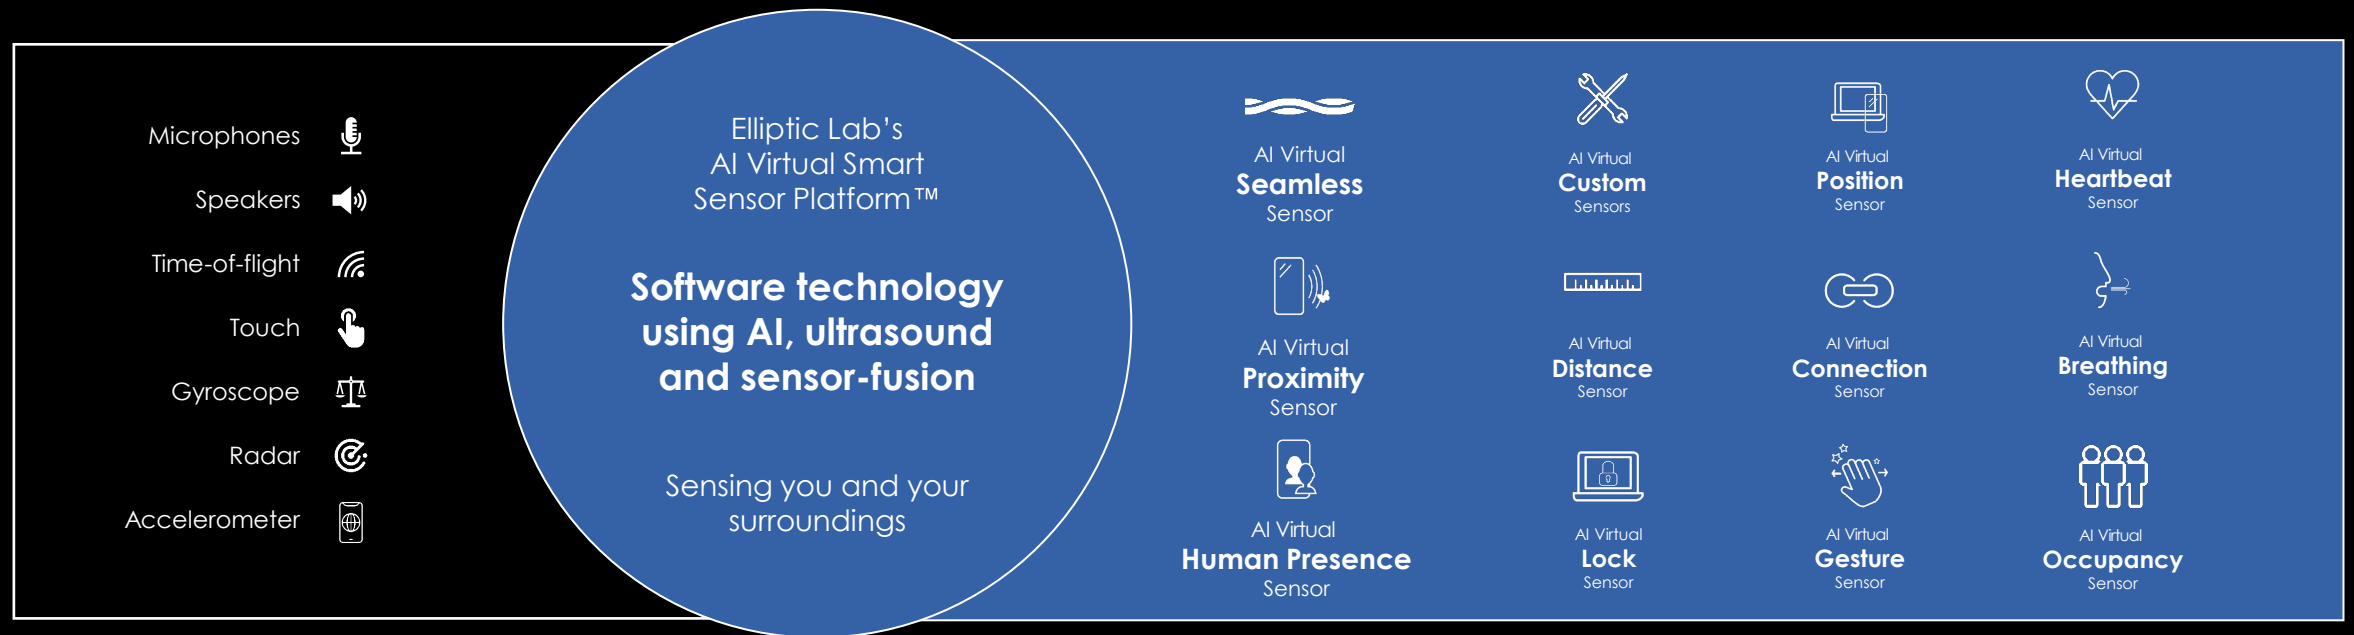 Microphones
Speakers
Time-of-flight
Touch
Gyroscope
Radar
Accelerometer
Elliptic Lab's
AI Virtual Smart
Sensor Platform™
Software technology
using AI, ultrasound
and sensor-fusion
Sensing you and your
surroundings
AI Virtual
Seamless
Sensor
AI Virtual
Custom
Sensors
AI Virtual
Position
Sensor
AI Virtual
Heartbeat
Sensor
AI Virtual
Proximity
Sensor
AI Virtual
Distance
Sensor
AI Virtual
Connection
Sensor
AI Virtual
Breathing
Sensor
AI Virtual
Human Presence
Sensor
AI Virtual
Lock
Sensor
AI Virtual
Gesture
Sensor
AI Virtual
Occupancy
Sensor